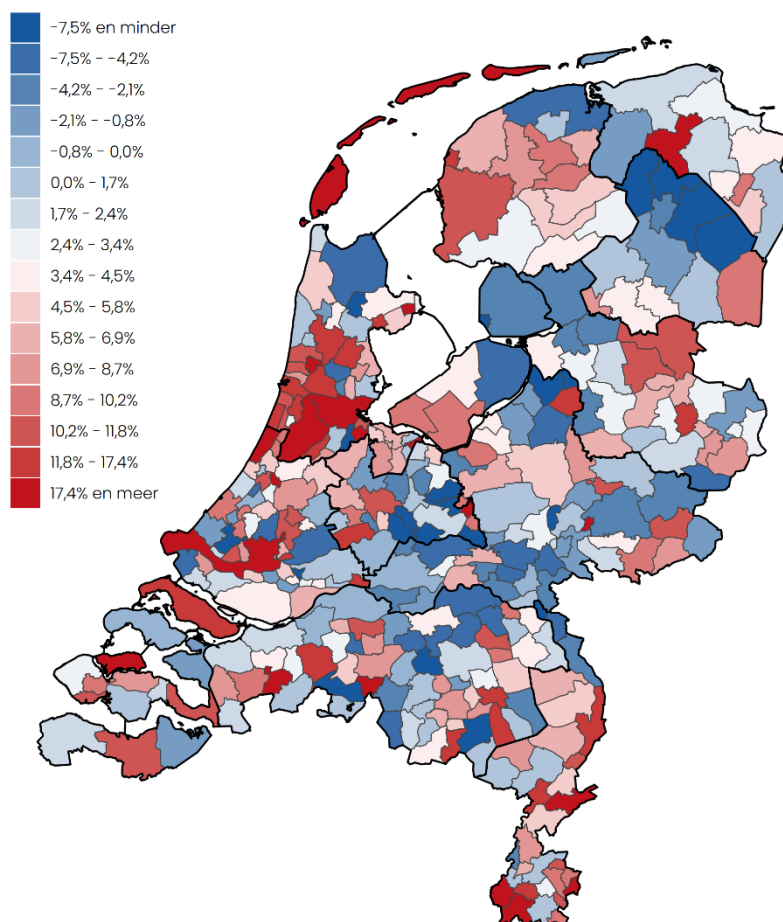 -7,5% en minder
-7,5% - -4,2%
-4,2% - -2,1%
-2,1% - -0,8%
-0,8% - 0,0%
0,0% - 1,7%
1,7% - 2,4%
2,4% - 3,4%
3,4% - 4,5%
4,5% - 5,8%
5,8% - 6,9%
6,9% - 8,7%
8,7% - 10,2%
10,2% - 11,8%
11,8% - 17,4%
17,4% en meer